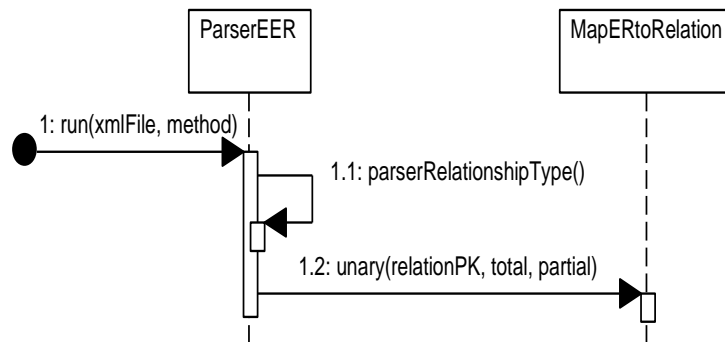 ParserEER
MapERtoRelation
1: run(xmlFile, method)
1.1: parserRelationshipType()
1.2: unary(relationPK, total, partial)